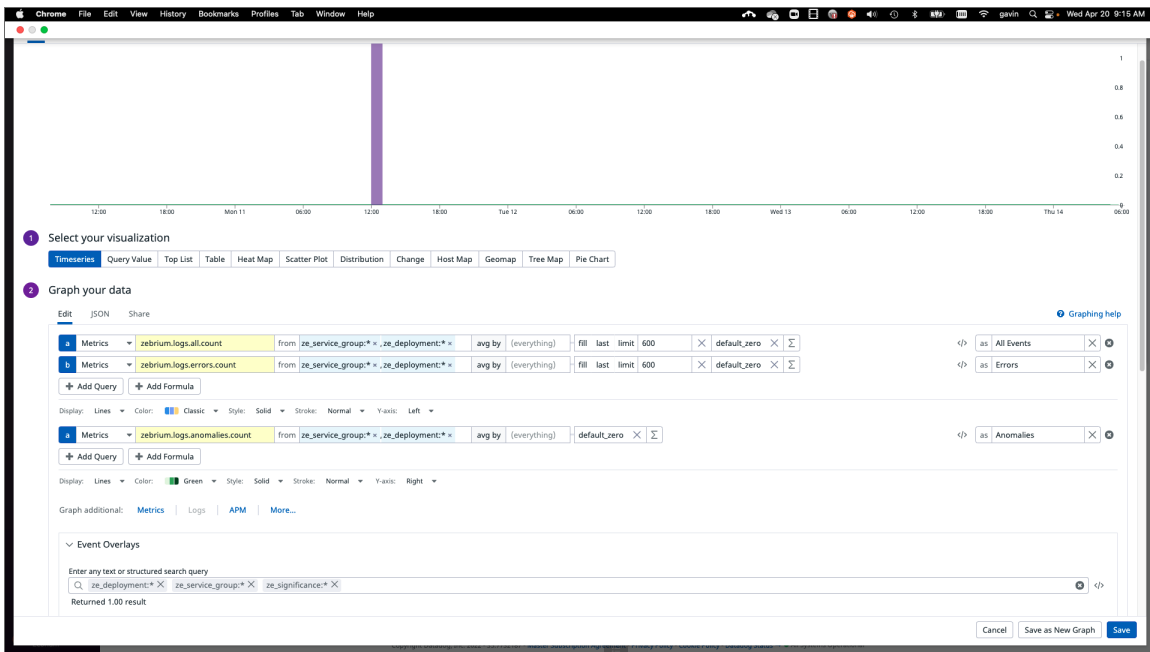 Chrome File Edit View History Bookmarks Profiles Tab Window Help gavin Wed Apr 20 9:15 AM
1
0.8
0.6
0.4
0.2
0
12:00 18:00 Mon 11 06:00 12:00 18:00 Tue 12 06:00 12:00 18:00 Wed 13 06:00 12:00 18:00 Thu 14 06:00
1 Select your visualization
Timeseries Query Value Top List Table Heat Map Scatter Plot Distribution Change Host Map Geomap Tree Map Pie Chart
2 Graph your data
Edit JSON Share Graphing help
a Metrics zebrium.logs.all.count from ze_service_group:* × , ze_deployment:* × avg by (everything) fill last limit 600 default_zero Σ </> as All Events
b Metrics zebrium.logs.errors.count from ze_service_group:* × , ze_deployment:* × avg by (everything) fill last limit 600 default_zero Σ </> as Errors
+ Add Query + Add Formula
Display: Lines Color: Classic Style: Solid Stroke: Normal Y-axis: Left
a Metrics zebrium.logs.anomalies.count from ze_service_group:* × , ze_deployment:* × avg by (everything) default_zero Σ </> as Anomalies
+ Add Query + Add Formula
Display: Lines Color: Green Style: Solid Stroke: Normal Y-axis: Right
Graph additional: Metrics Logs APM More...
Event Overlays
Enter any text or structured search query
ze_deployment:* ze_service_group:* ze_significance:* </>
Returned 1.00 result
Cancel Save as New Graph Save